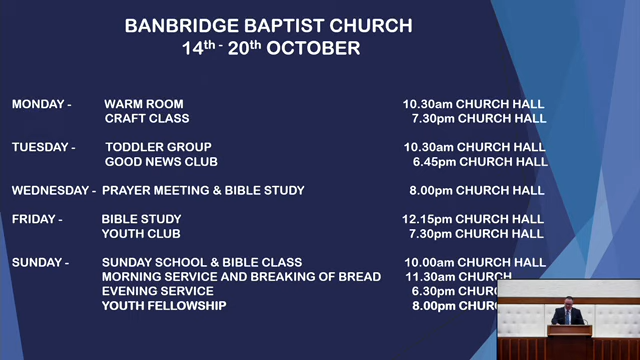 BANBRIDGE BAPTIST CHURCH
14th - 20th OCTOBER
MONDAY - WARM ROOM 10.30am CHURCH HALL
CRAFT CLASS 7.30pm CHURCH HALL
TUESDAY - TODDLER GROUP 10.30am CHURCH HALL
GOOD NEWS CLUB 6.45pm CHURCH HALL
WEDNESDAY - PRAYER MEETING & BIBLE STUDY 8.00pm CHURCH HALL
FRIDAY - BIBLE STUDY 12.15pm CHURCH HALL
YOUTH CLUB 7.30pm CHURCH HALL
SUNDAY - SUNDAY SCHOOL & BIBLE CLASS 10.00am CHURCH HALL
MORNING SERVICE AND BREAKING OF BREAD 11.30am CHURCH
EVENING SERVICE 6.30pm
YOUTH FELLOWSHIP 8.00pm